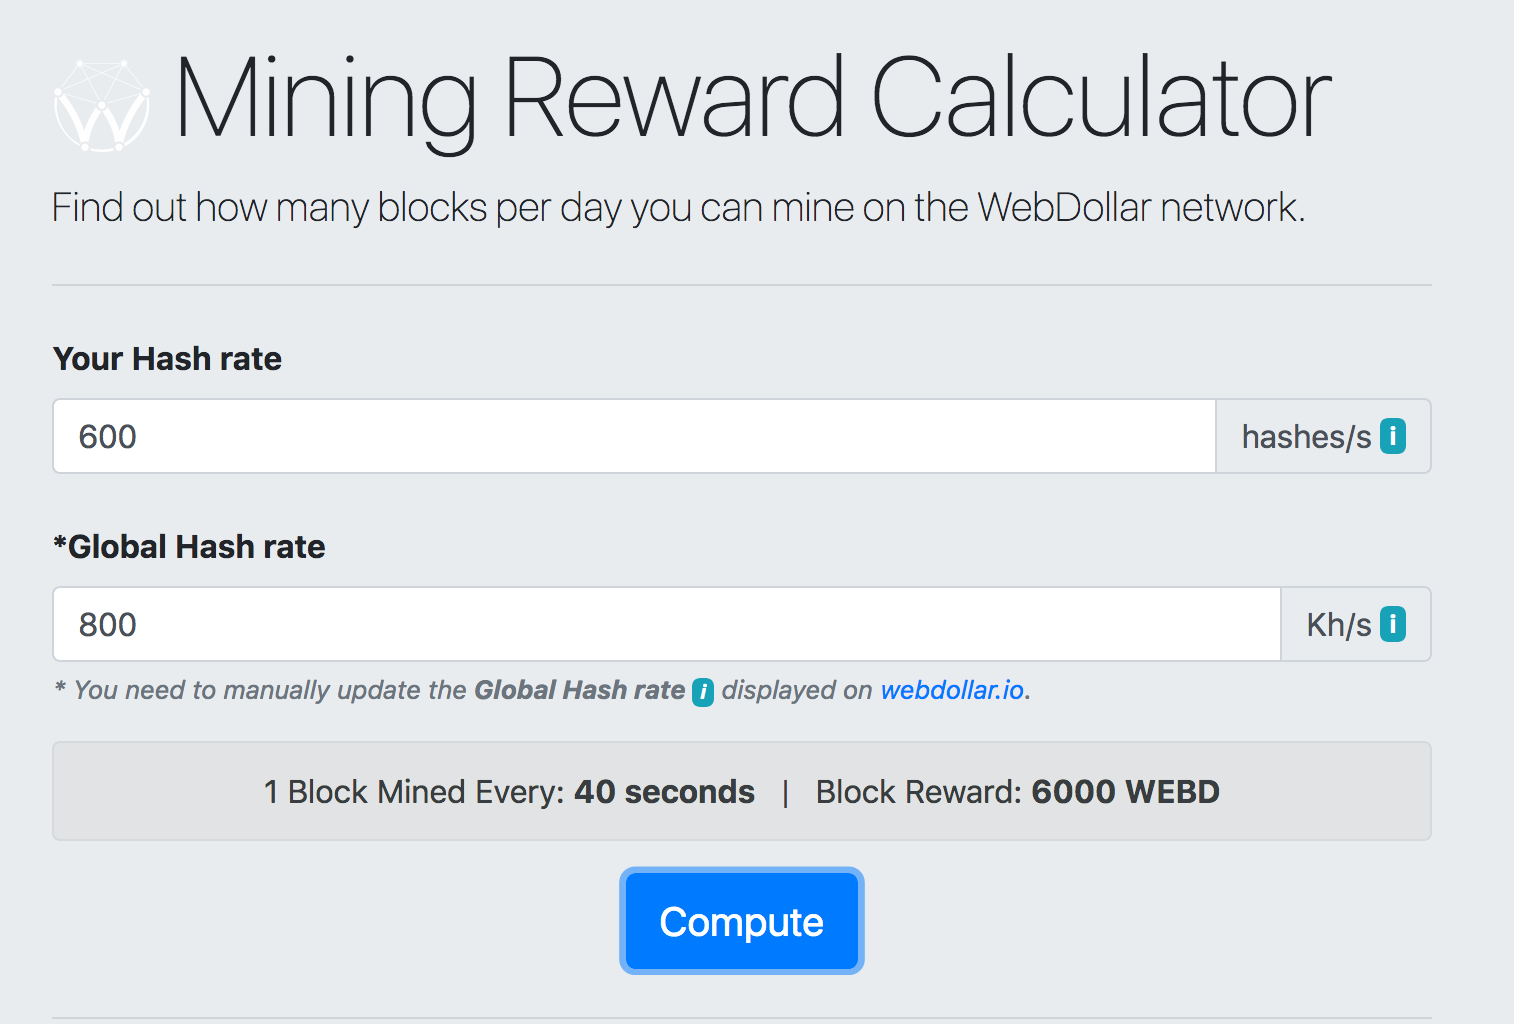 Mining Reward Calculator
Find out how many blocks per day you can mine on the WebDollar network.
Your Hash rate
600 hashes/s i
*Global Hash rate
800 Kh/s i
* You need to manually update the Global Hash rate i displayed on webdollar.io.
1 Block Mined Every: 40 seconds | Block Reward: 6000 WEBD
Compute